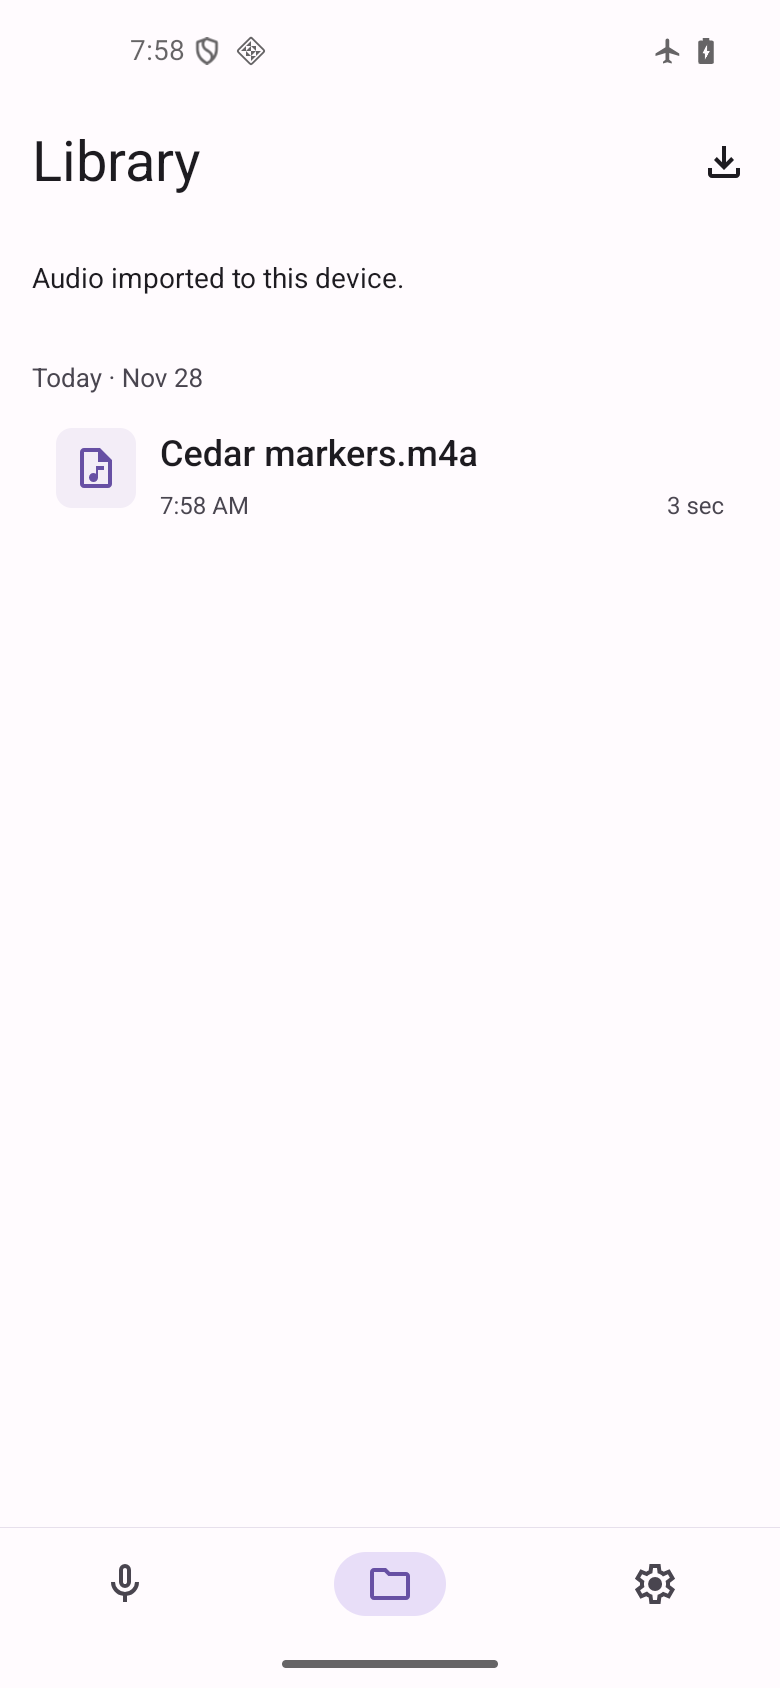 7:58
Library
Audio imported to this device.
Today · Nov 28
Cedar markers.m4a
7:58 AM
3 sec